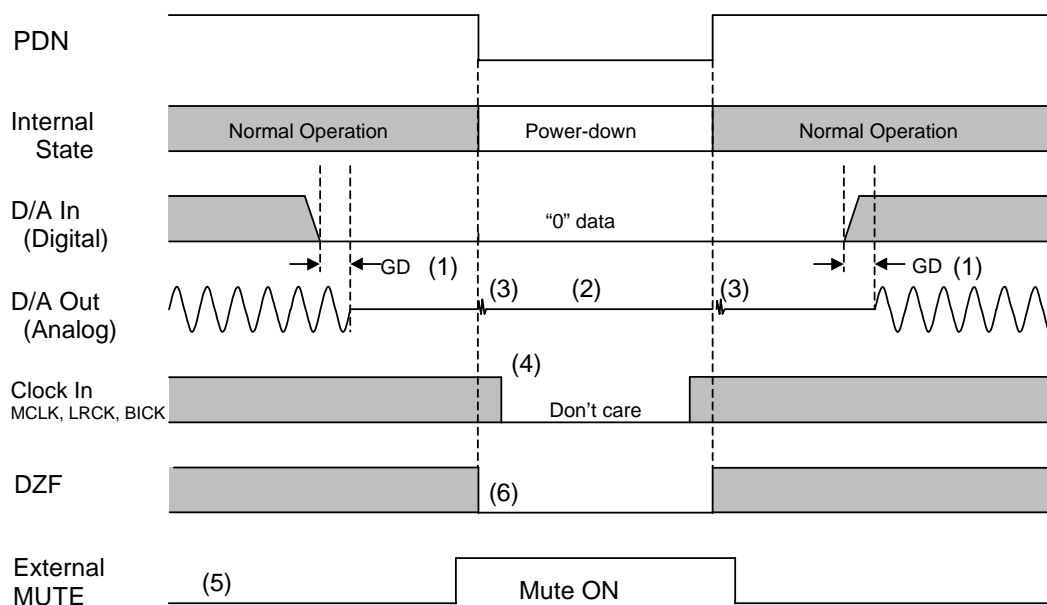 PDN
Internal
State
Normal Operation
Power-down
Normal Operation
D/A In
(Digital)
“0” data
GD
(1)
GD
(1)
D/A Out
(Analog)
(3)
(2)
(3)
Clock In
MCLK, LRCK, BICK
(4)
Don’t care
DZF
(6)
External
MUTE
(5)
Mute ON